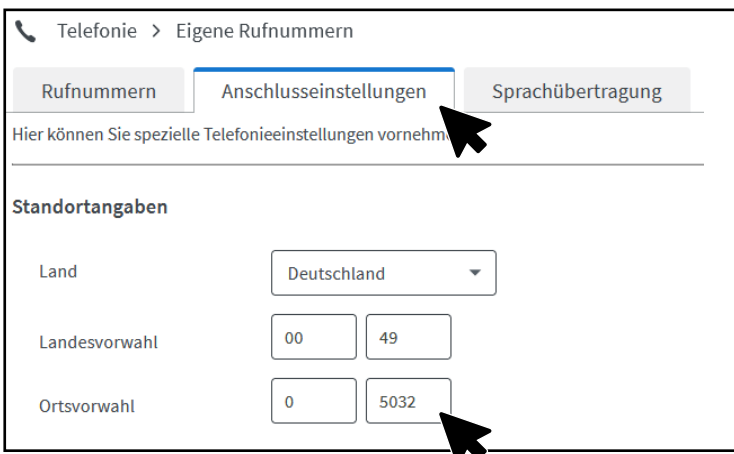 Telefonie > Eigene Rufnummern
Rufnummern Anschlusseinstellungen Sprachübertragung
Hier können Sie spezielle Telefonieeinstellungen
Standortangaben
Land Deutschland
Landesvorwahl 00 49
Ortsvorwahl 0 5032